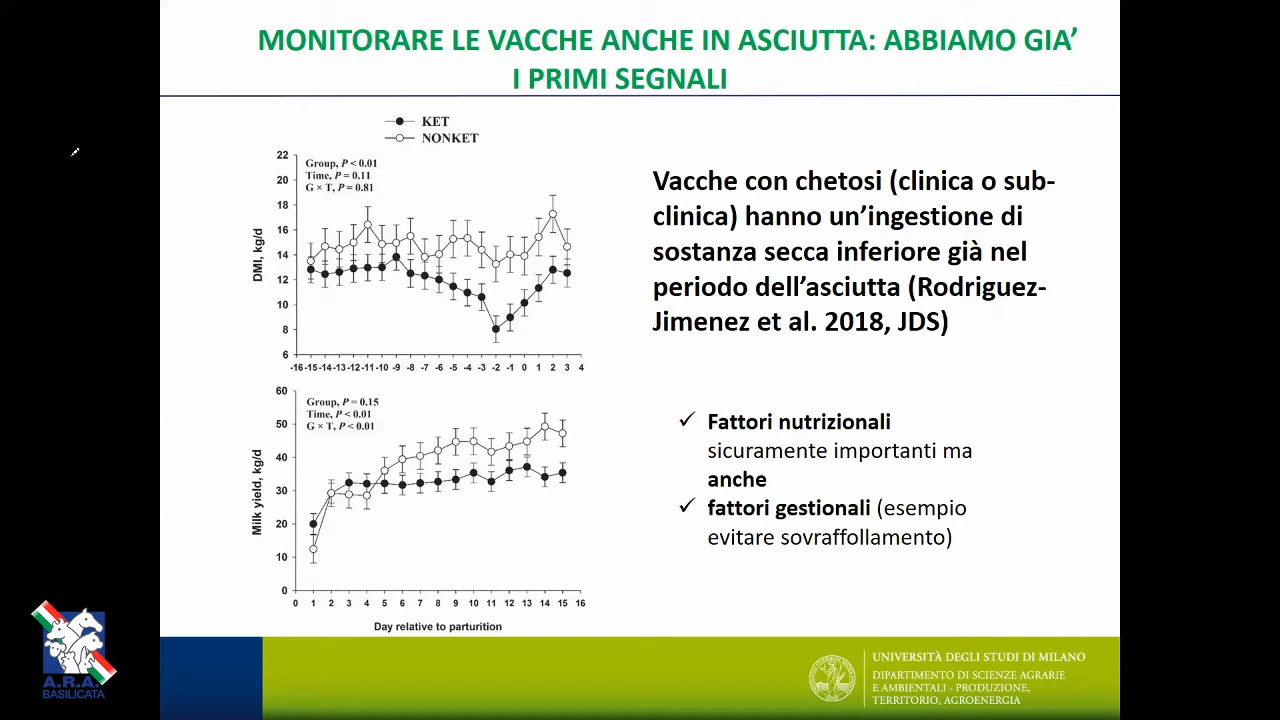 MONITORARE LE VACCHE ANCHE IN ASCIUTTA: ABBIAMO GIA’
I PRIMI SEGNALI
KET
NONKET
22
20
18
16
14
12
10
8
6
DMI, kg/d
Group, P < 0.01
Time, P = 0.11
G × T, P = 0.81
-16 -15 -14 -13 -12 -11 -10 -9 -8 -7 -6 -5 -4 -3 -2 -1 0 1 2 3 4
60
50
40
30
20
10
0
Milk yield, kg/d
Group, P = 0.15
Time, P < 0.01
G × T, P < 0.01
0 1 2 3 4 5 6 7 8 9 10 11 12 13 14 15 16
Day relative to parturition
Vacche con chetosi (clinica o sub-
clinica) hanno un’ingestione di
sostanza secca inferiore già nel
periodo dell’asciutta (Rodriguez-
Jimenez et al. 2018, JDS)
✓ Fattori nutrizionali
sicuramente importanti ma
anche
✓ fattori gestionali (esempio
evitare sovraffollamento)
A.R.A.
BASILICATA
UNIVERSITÀ DEGLI STUDI DI MILANO
DIPARTIMENTO DI SCIENZE AGRARIE
E AMBIENTALI - PRODUZIONE,
TERRITORIO, AGROENERGIA